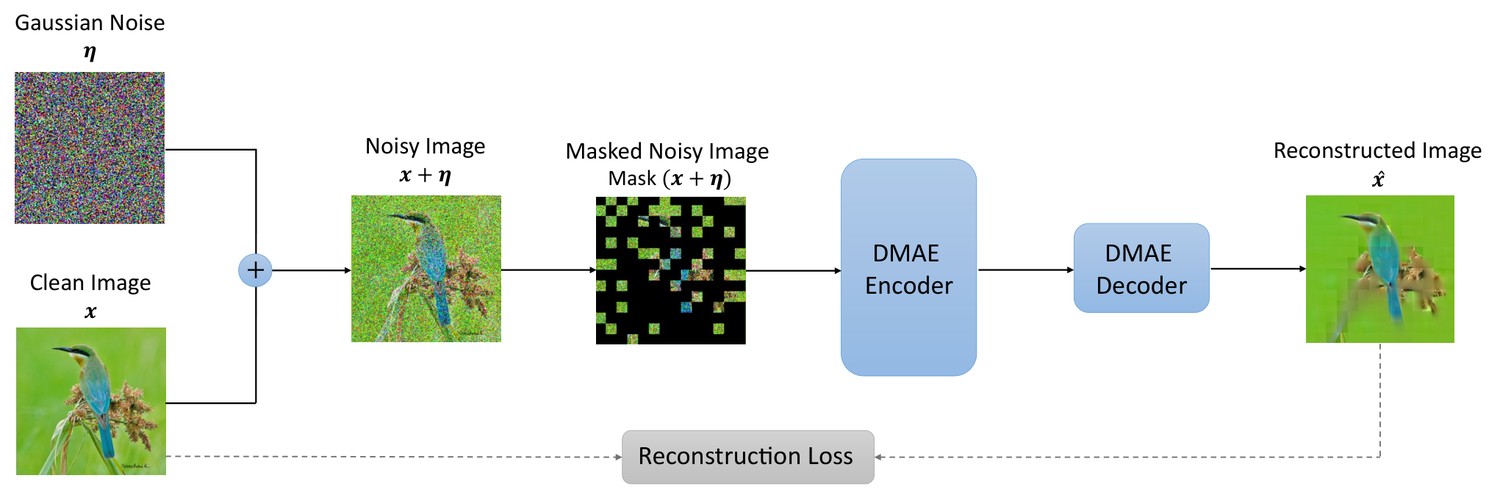 Gaussian Noise
η
Clean Image
x
+
Noisy Image
x + η
Masked Noisy Image
Mask (x + η)
DMAE
Encoder
DMAE
Decoder
Reconstructed Image
x̂
Reconstruction Loss